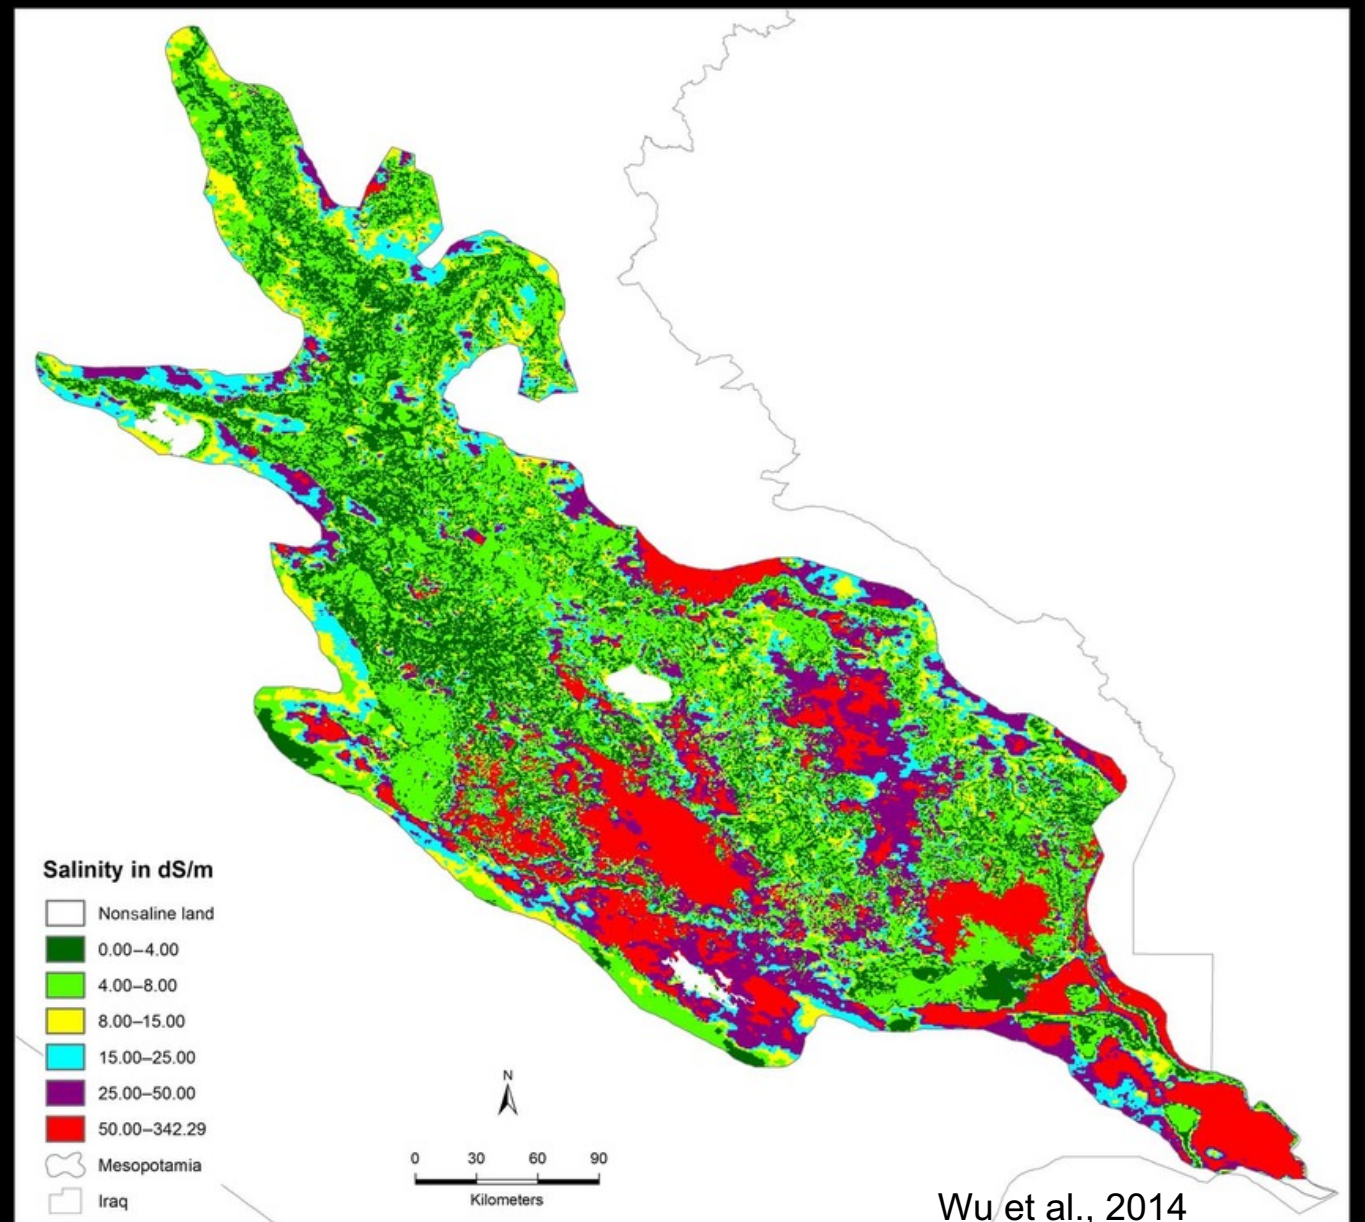 Salinity in dS/m
Nonsaline land
0.00–4.00
4.00–8.00
8.00–15.00
15.00–25.00
25.00–50.00
50.00–342.29
Mesopotamia
Iraq
N
0 30 60 90
Kilometers
Wu et al., 2014